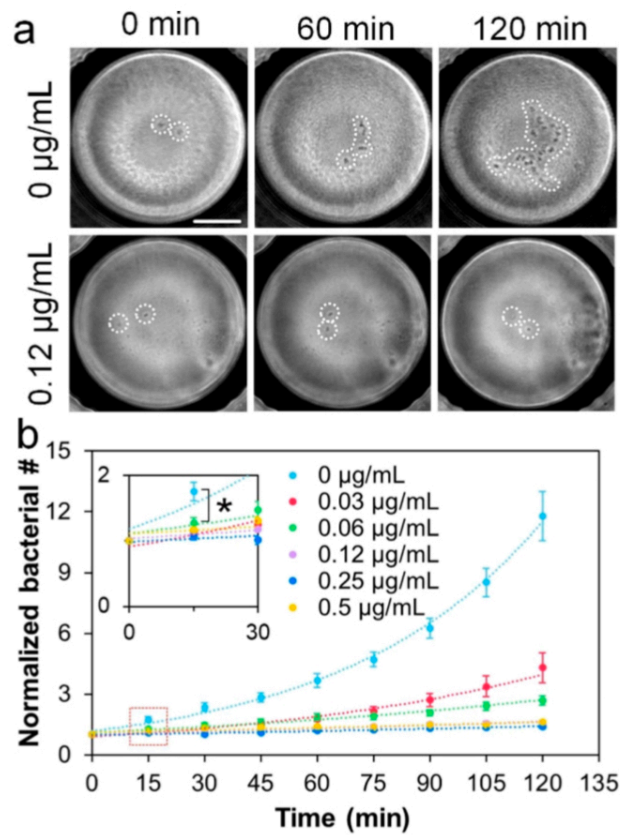 a
0 min 60 min 120 min
0 µg/mL
0.12 µg/mL
b
15
12
9
6
3
0
Normalized bacterial #
2
0
0 30
*
0 µg/mL
0.03 µg/mL
0.06 µg/mL
0.12 µg/mL
0.25 µg/mL
0.5 µg/mL
0 15 30 45 60 75 90 105 120 135
Time (min)